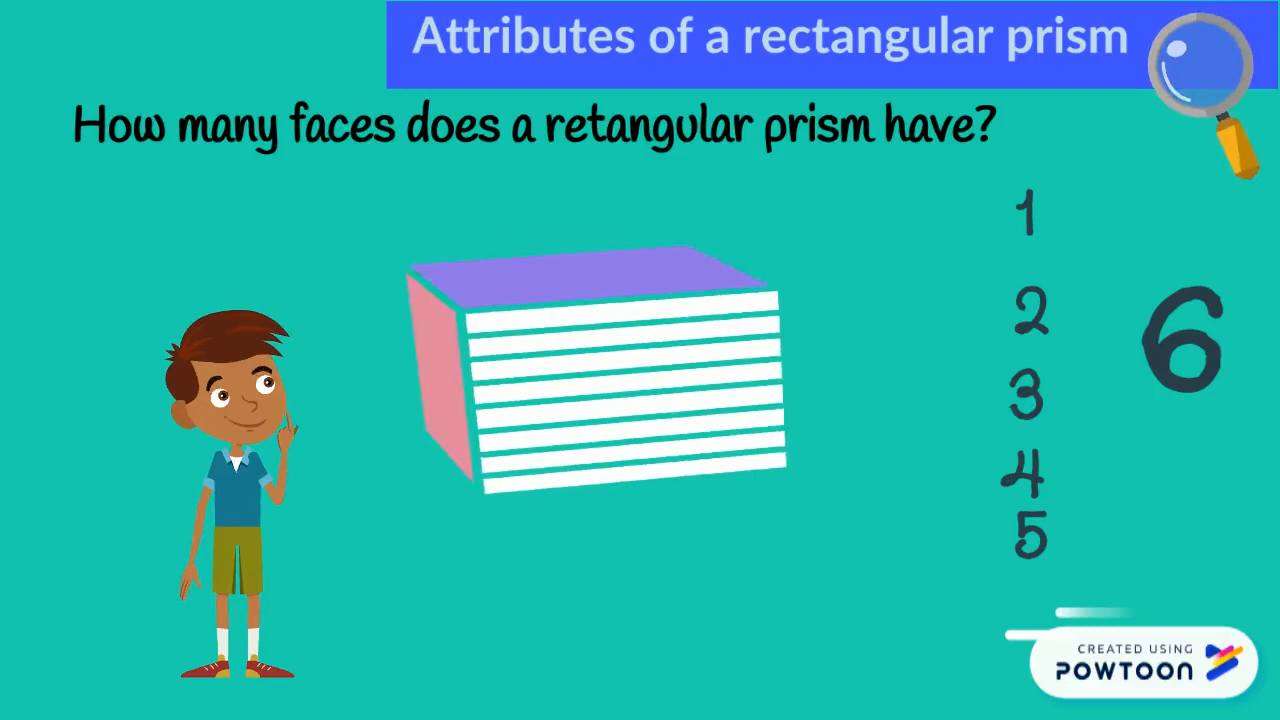 Attributes of a rectangular prism
How many faces does a retangular prism have?
1
2
3
4
5
6
CREATED USING
POWTOON